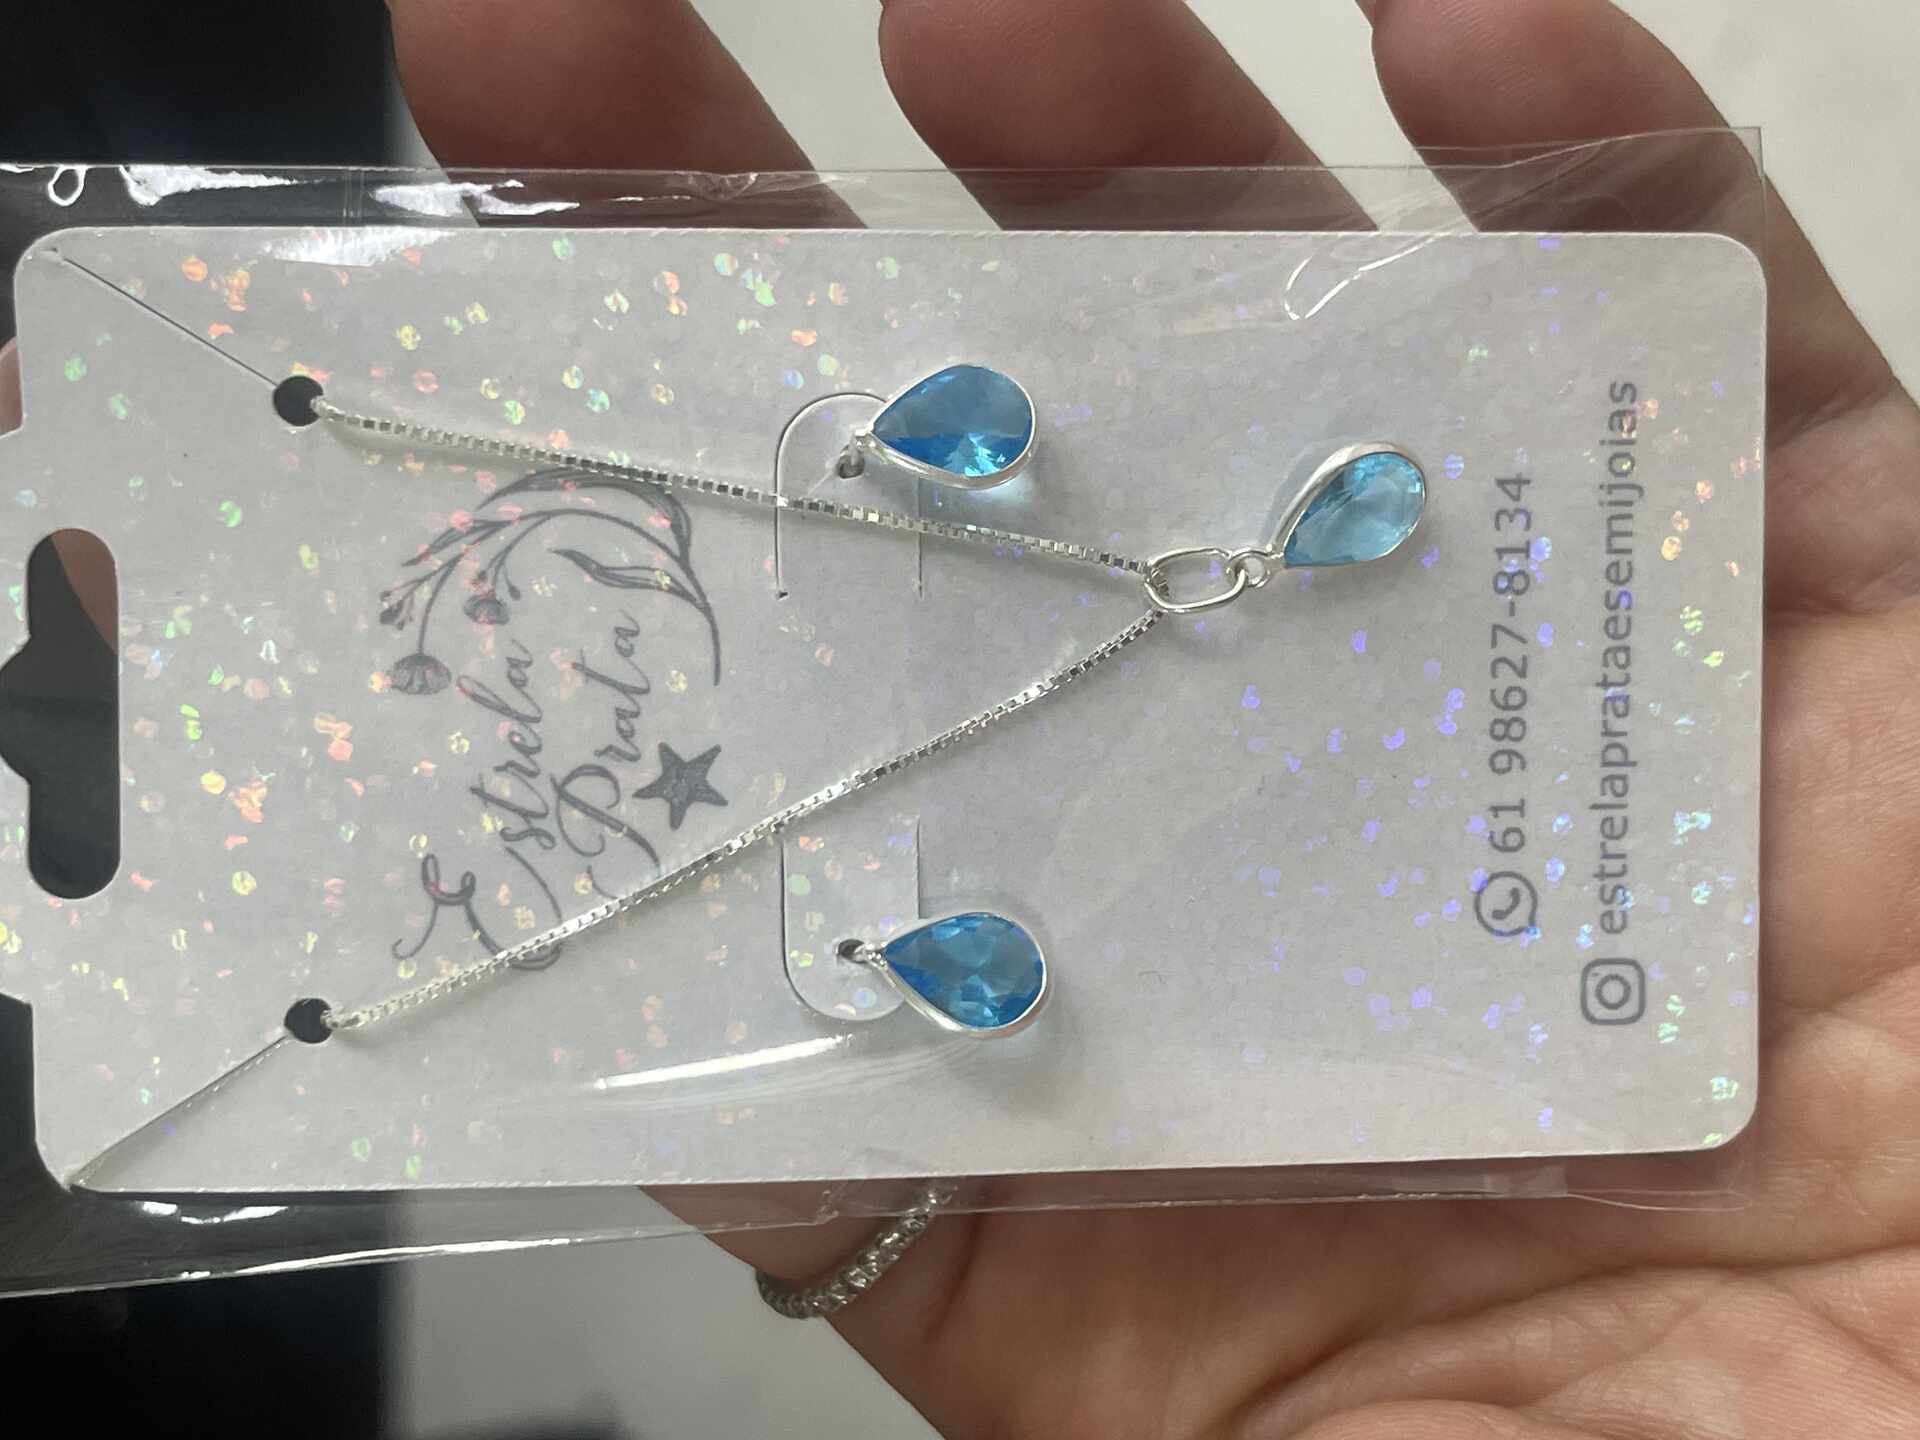 Estrela
Prata
61 98627-8134
estrelaprataesemijoias